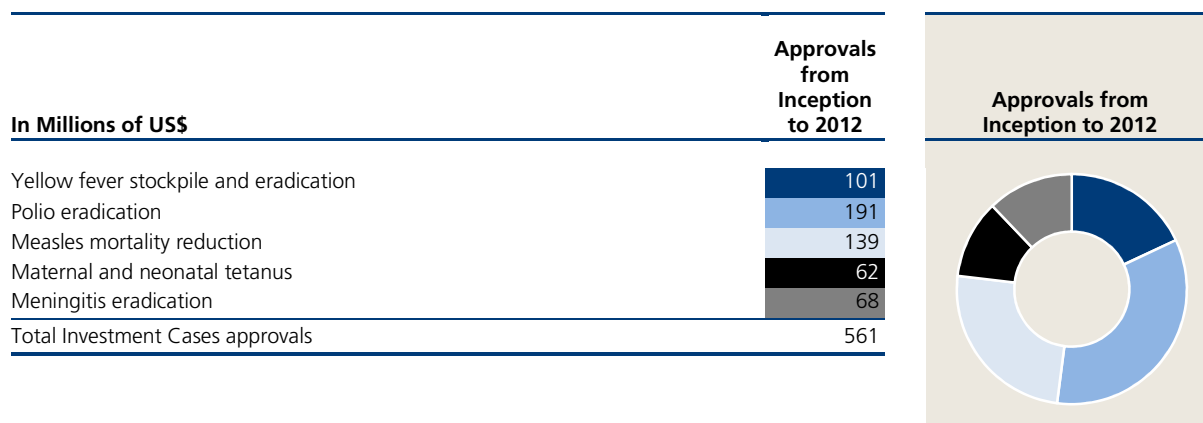 Approvals
from
Inception
to 2012
In Millions of US$
Yellow fever stockpile and eradication 101
Polio eradication 191
Measles mortality reduction 139
Maternal and neonatal tetanus 62
Meningitis eradication 68
Total Investment Cases approvals 561
Approvals from
Inception to 2012